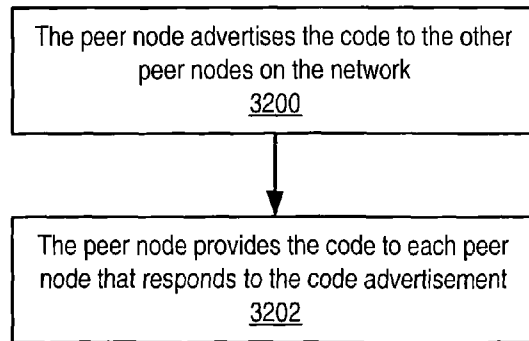 The peer node advertises the code to the other
peer nodes on the network
3200
The peer node provides the code to each peer
node that responds to the code advertisement
3202